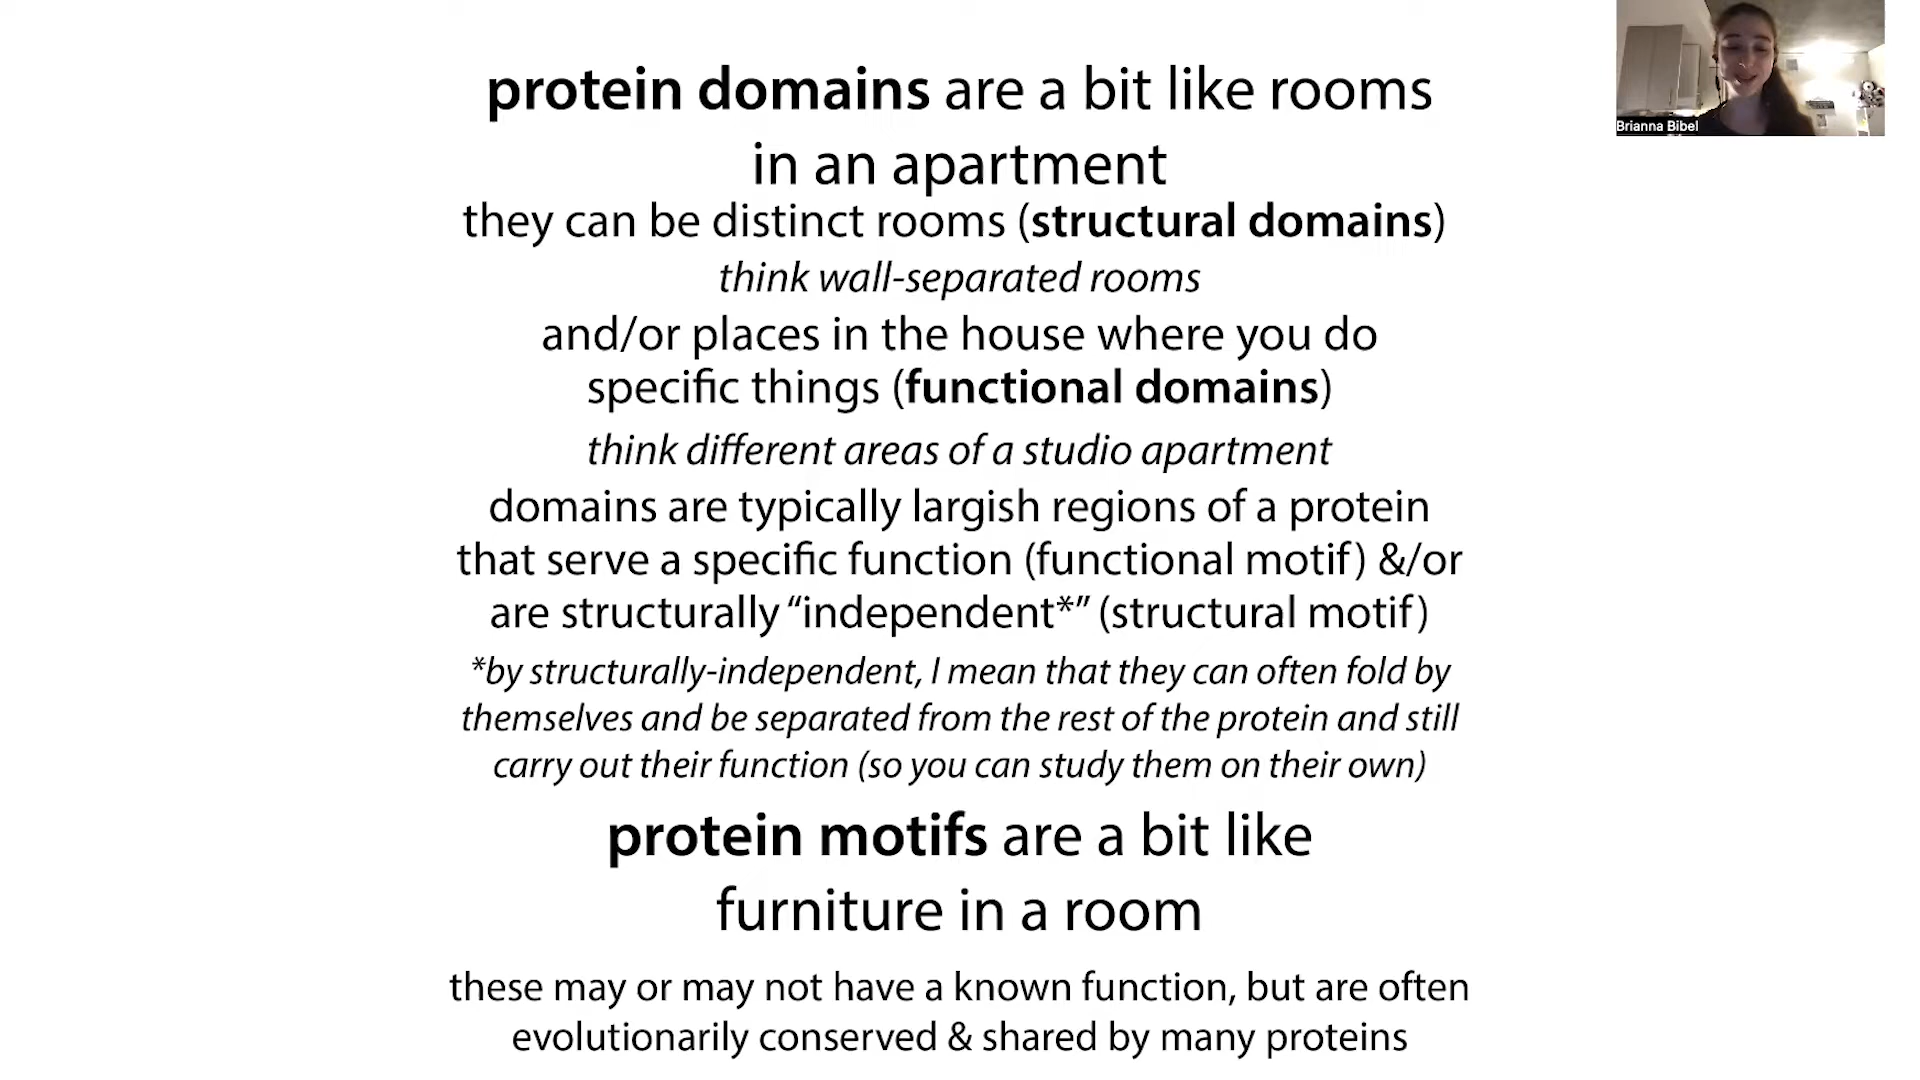 protein domains are a bit like rooms
in an apartment
they can be distinct rooms (structural domains)
think wall-separated rooms
and/or places in the house where you do
specific things (functional domains)
think different areas of a studio apartment
domains are typically largish regions of a protein
that serve a specific function (functional motif) &/or
are structurally “independent*” (structural motif)
*by structurally-independent, I mean that they can often fold by
themselves and be separated from the rest of the protein and still
carry out their function (so you can study them on their own)
protein motifs are a bit like
furniture in a room
these may or may not have a known function, but are often
evolutionarily conserved & shared by many proteins
Brianna Bibel